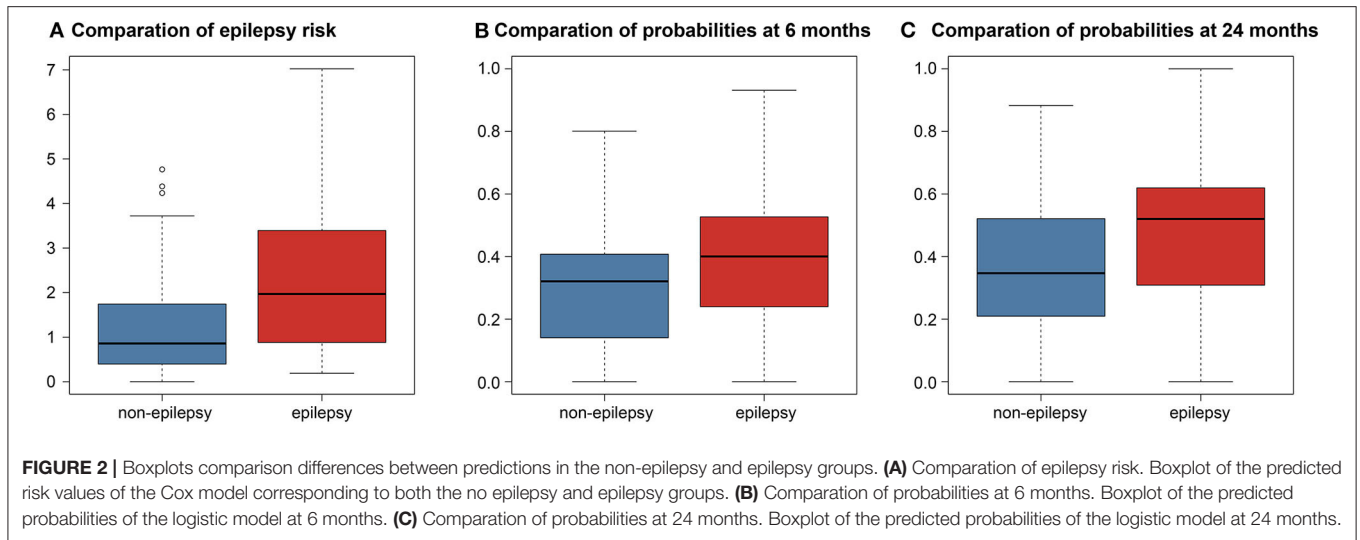 A Comparation of epilepsy risk
7
6
5
4
3
2
1
0
non-epilepsy epilepsy
B Comparation of probabilities at 6 months
1.0
0.8
0.6
0.4
0.2
0.0
non-epilepsy epilepsy
C Comparation of probabilities at 24 months
1.0
0.8
0.6
0.4
0.2
0.0
non-epilepsy epilepsy
FIGURE 2 | Boxplots comparison differences between predictions in the non-epilepsy and epilepsy groups. (A) Comparation of epilepsy risk. Boxplot of the predicted
risk values of the Cox model corresponding to both the no epilepsy and epilepsy groups. (B) Comparation of probabilities at 6 months. Boxplot of the predicted
probabilities of the logistic model at 6 months. (C) Comparation of probabilities at 24 months. Boxplot of the predicted probabilities of the logistic model at 24 months.